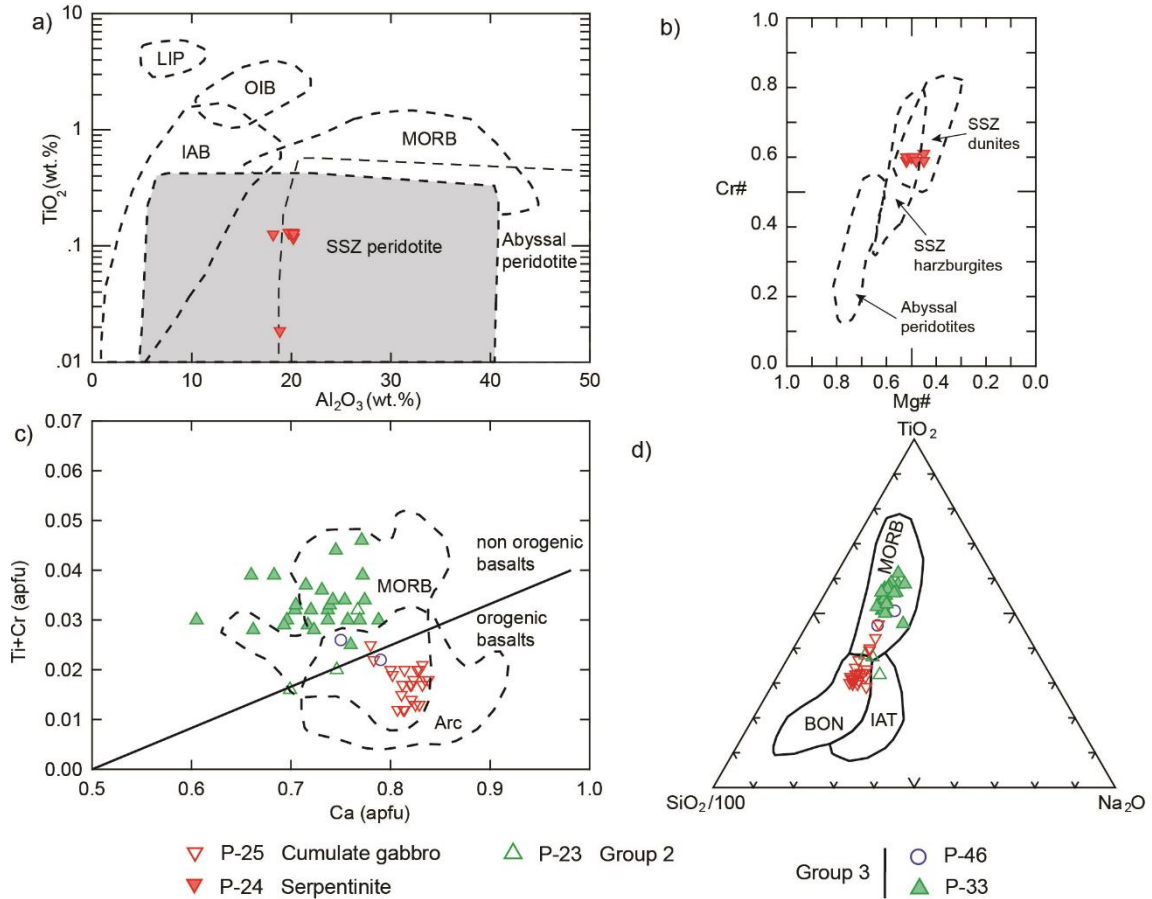 a)
TiO2 (wt.%)
10
1
.1
.01
LIP
OIB
IAB
MORB
SSZ peridotite
Abyssal
peridotite
0 10 20 30 40 50
Al2O3 (wt.%)
b)
Cr#
1.0
0.8
0.6
0.4
0.2
0.0
SSZ
dunites
SSZ
harzburgites
Abyssal
peridotites
1.0 0.8 0.6 0.4 0.2 0.0
Mg#
c)
Ti+Cr (apfu)
0.07
0.06
0.05
0.04
0.03
0.02
0.01
0.00
non orogenic
basalts
MORB
orogenic
basalts
Arc
0.5 0.6 0.7 0.8 0.9 1.0
Ca (apfu)
d)
TiO2
MORB
BON
IAT
SiO2/100
Na2O
P-25 Cumulate gabbro
P-24 Serpentinite
P-23 Group 2
Group 3
P-46
P-33